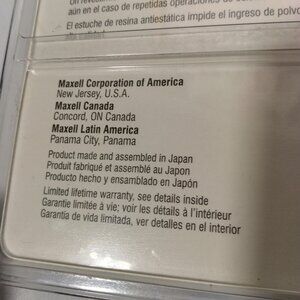 aún en el caso de repetidas operaciones de
El estuche de resina antiestática impide el ingreso de polvo
Maxell Corporation of America
New Jersey, U.S.A.
Maxell Canada
Concord, ON Canada
Maxell Latin America
Panama City, Panama
Product made and assembled in Japan
Produit fabriqué et assemblé au Japon
Producto hecho y ensamblado en Japón
Limited lifetime warranty, see details inside
Garantie limitée à vie; voir les détails à l'intérieur
Garantía de vida limitada, ver detalles en el interior